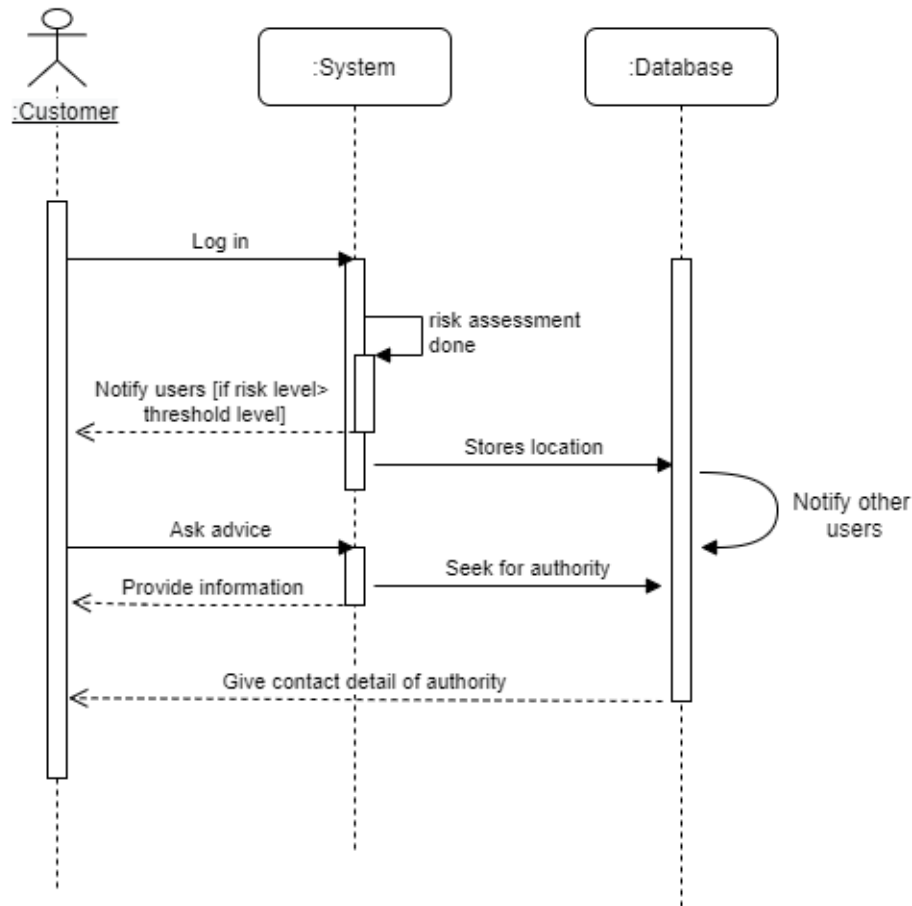 :Customer
:System
:Database
Log in
risk assessment
done
Notify users [if risk level>
threshold level]
Stores location
Notify other
users
Ask advice
Seek for authority
Provide information
Give contact detail of authority